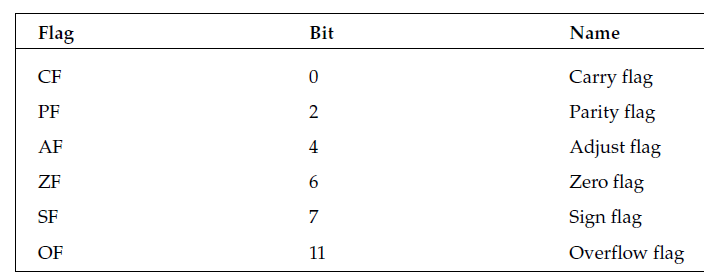 Flag Bit Name
CF 0 Carry flag
PF 2 Parity flag
AF 4 Adjust flag
ZF 6 Zero flag
SF 7 Sign flag
OF 11 Overflow flag